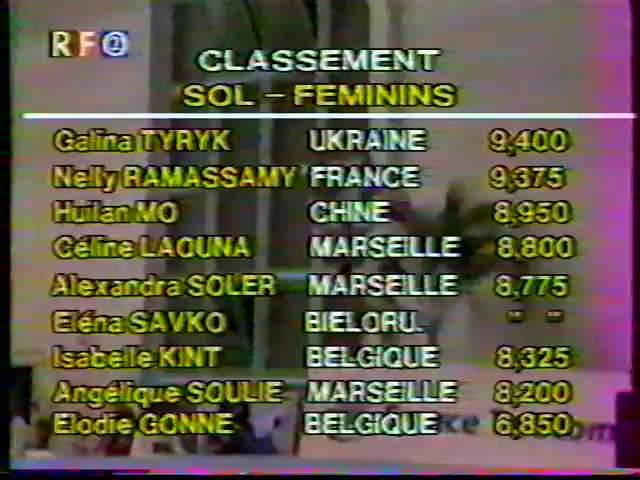 RFO
CLASSEMENT
SOL - FEMININS
Galina TYRYK UKRAINE 9,400
Nelly RAMASSAMY FRANCE 9,375
Huilan MO CHINE 8,950
Céline LAOUNA MARSEILLE 8,800
Alexandra SOLER MARSEILLE 8,775
Eléna SAVKO BIELORU. " "
Isabelle KINT BELGIQUE 8,325
Angélique SOULIE MARSEILLE 8,200
Elodie GONNE BELGIQUE 6,850